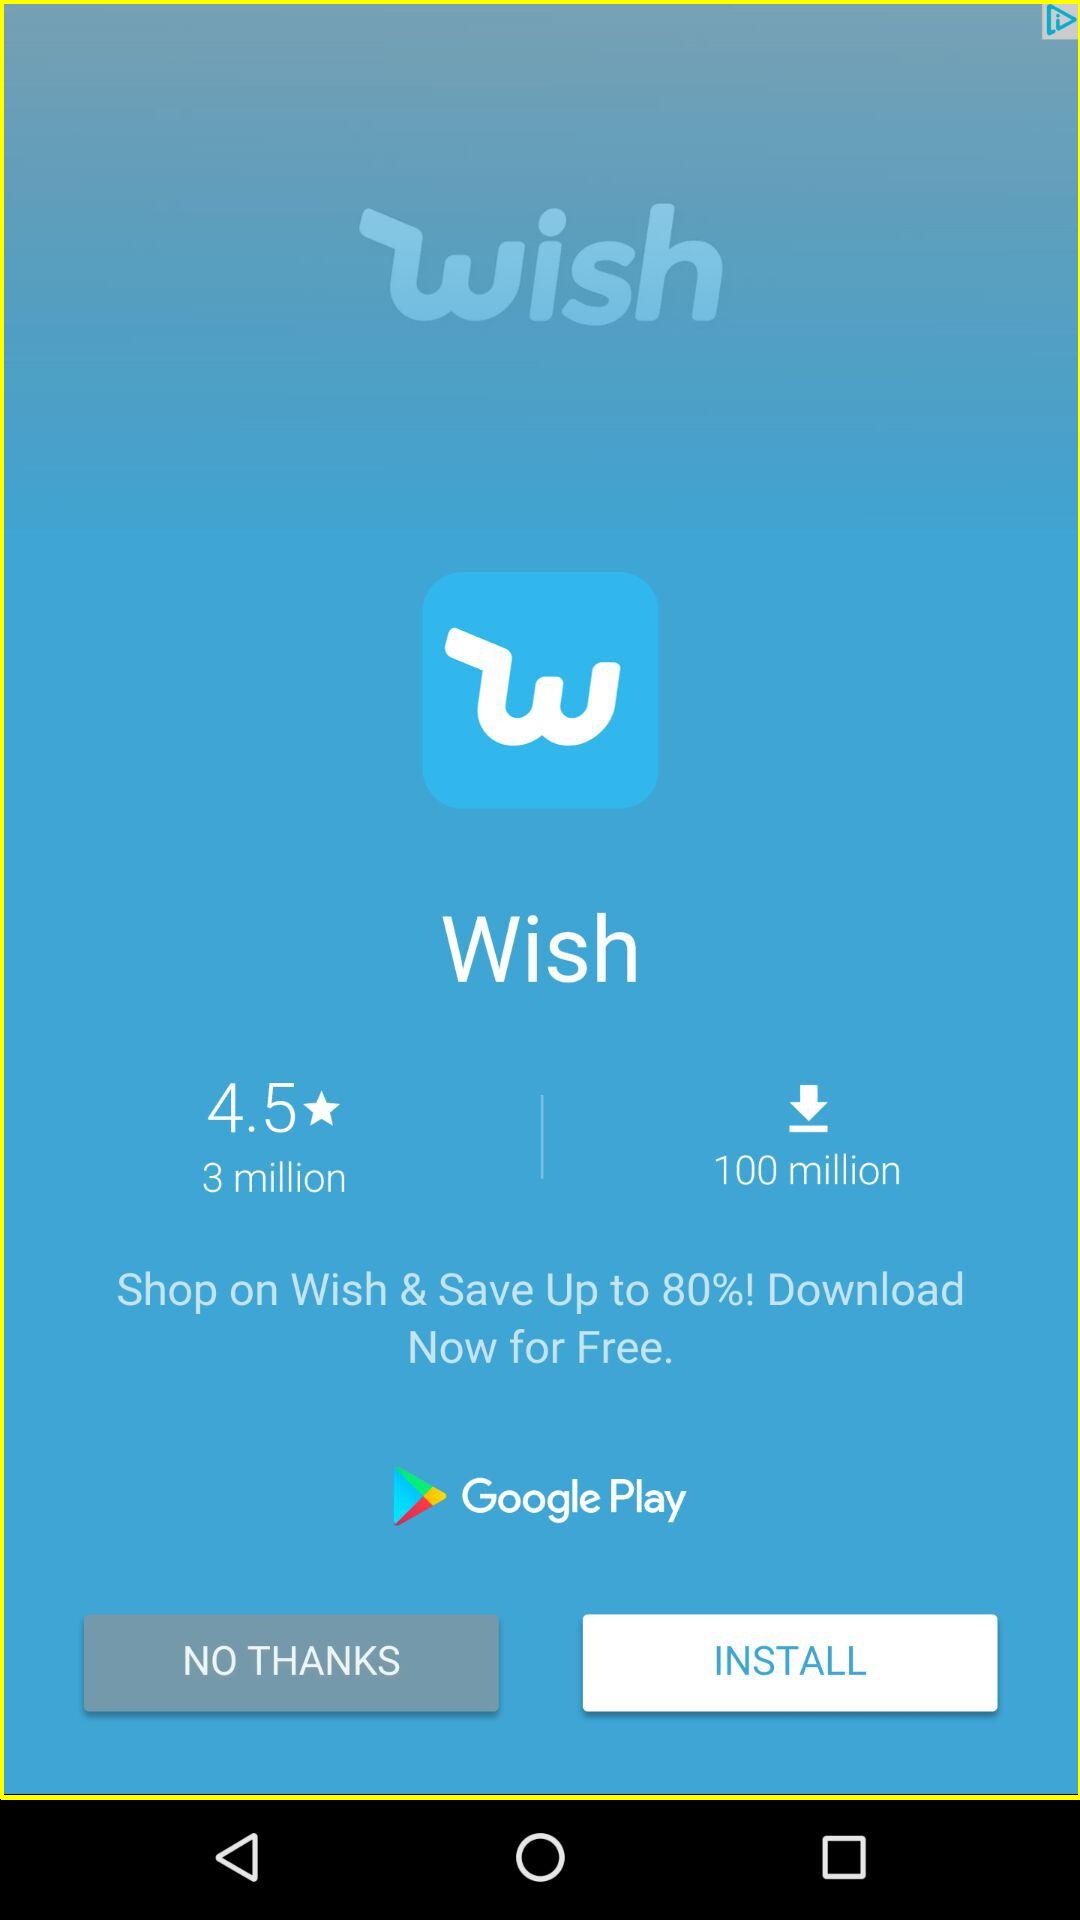 wish
Wish
4.5★
3 million
100 million
Shop on Wish & Save Up to 80%! Download
Now for Free.
Google Play
NO THANKS
INSTALL